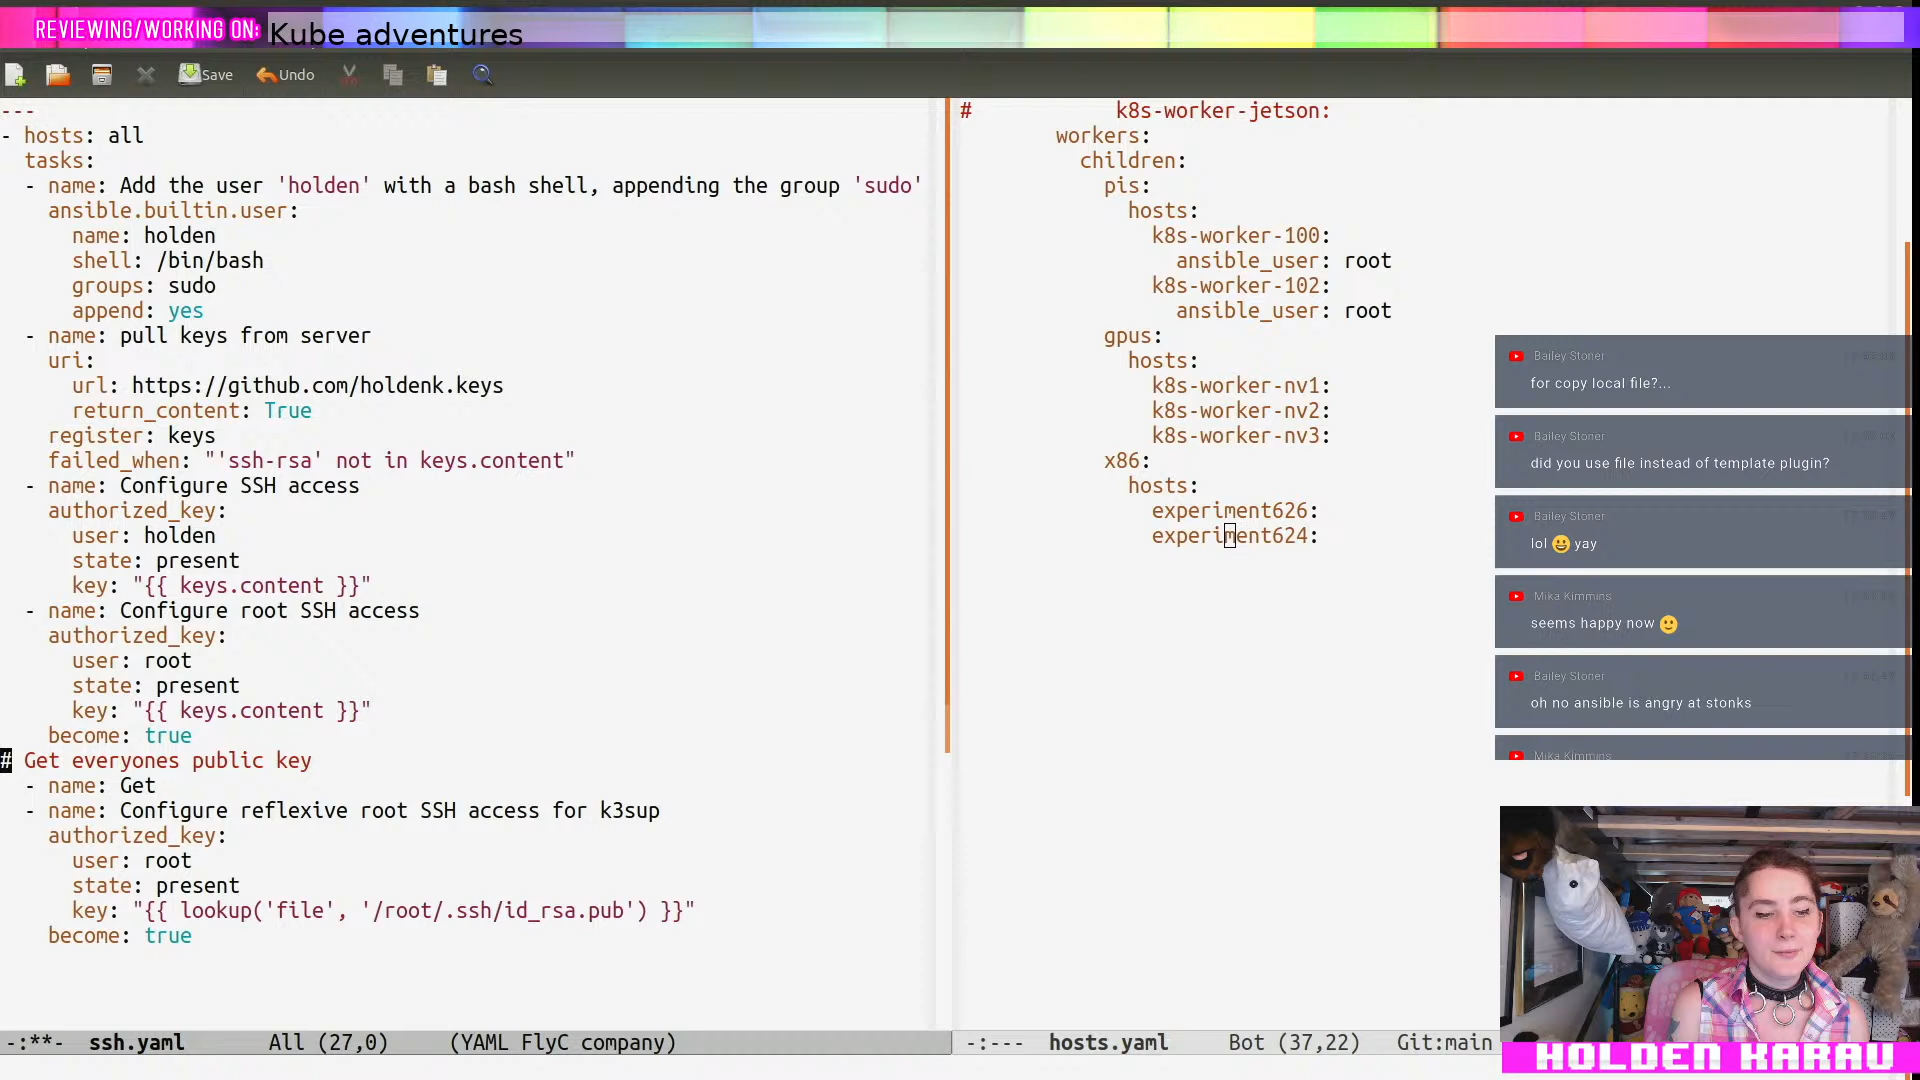 REVIEWING/WORKING ON: Kube adventures
Save Undo
---
- hosts: all
tasks:
- name: Add the user 'holden' with a bash shell, appending the group 'sudo'
ansible.builtin.user:
name: holden
shell: /bin/bash
groups: sudo
append: yes
- name: pull keys from server
uri:
url: https://github.com/holdenk.keys
return_content: True
register: keys
failed_when: "'ssh-rsa' not in keys.content"
- name: Configure SSH access
authorized_key:
user: holden
state: present
key: "{{ keys.content }}"
- name: Configure root SSH access
authorized_key:
user: root
state: present
key: "{{ keys.content }}"
become: true
# Get everyones public key
- name: Get
- name: Configure reflexive root SSH access for k3sup
authorized_key:
user: root
state: present
key: "{{ lookup('file', '/root/.ssh/id_rsa.pub') }}"
become: true
-:**- ssh.yaml All (27,0) (YAML FlyC company)
# k8s-worker-jetson:
workers:
children:
pis:
hosts:
k8s-worker-100:
ansible_user: root
k8s-worker-102:
ansible_user: root
gpus:
hosts:
k8s-worker-nv1:
k8s-worker-nv2:
k8s-worker-nv3:
x86:
hosts:
experiment626:
experiment624:
-:--- hosts.yaml Bot (37,22) Git:main
Bailey Stoner
for copy local file?...
Bailey Stoner
did you use file instead of template plugin?
Bailey Stoner
lol 😀 yay
Mika Kimmins
seems happy now 🙂
Bailey Stoner
oh no ansible is angry at stonks
Mika Kimmins
HOLDEN KARAU